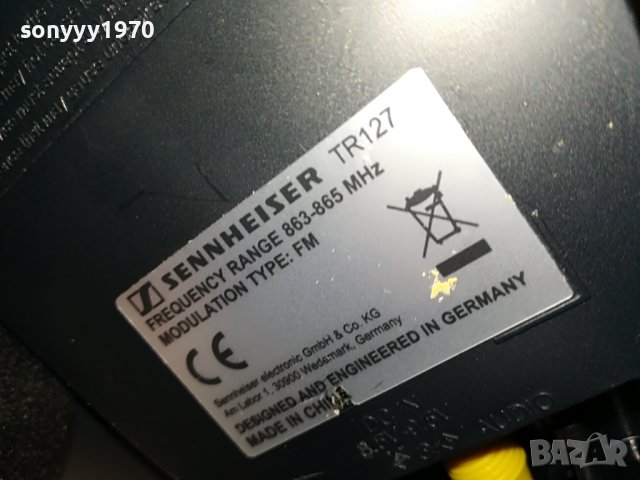 sonyyy1970
SENNHEISER TR127
FREQUENCY RANGE 863-865 MHz
MODULATION TYPE: FM
CE
Sennheiser electronic GmbH & Co. KG
Am Labor 1, 30900 Wedemark, Germany
DESIGNED AND ENGINEERED IN GERMANY
MADE IN CHINA
AUDIO
Bazar